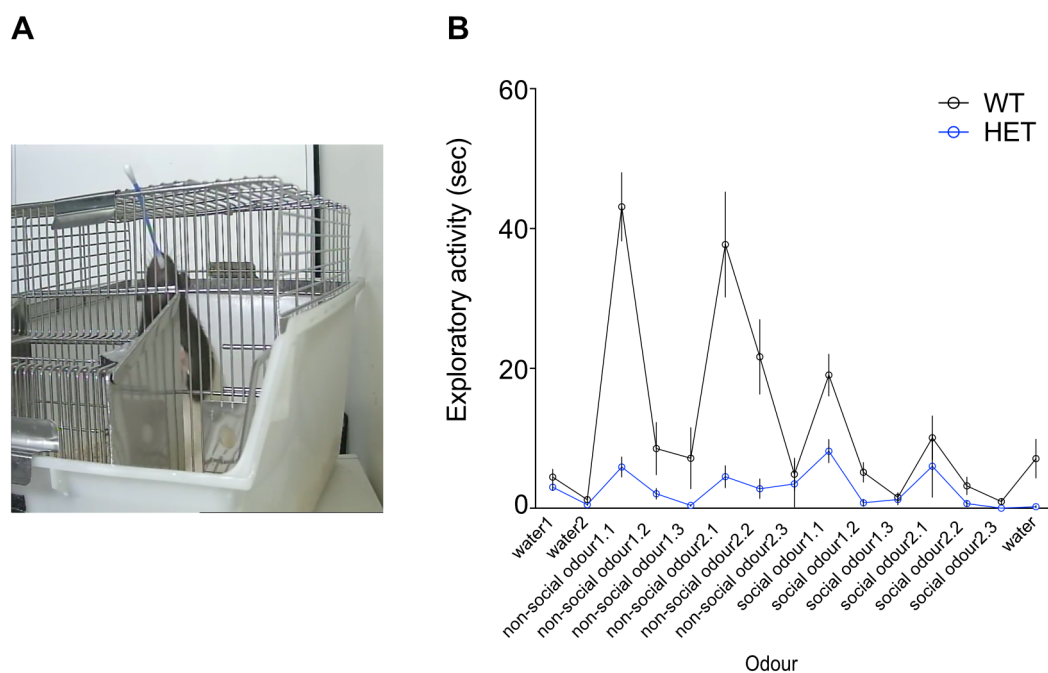 A
B
60
40
20
0
Exploratory activity (sec)
WT
HET
water1
water2
non-social odour1.1
non-social odour1.2
non-social odour1.3
non-social odour2.1
non-social odour2.2
non-social odour2.3
social odour1.1
social odour1.2
social odour1.3
social odour2.1
social odour2.2
social odour2.3
water
Odour